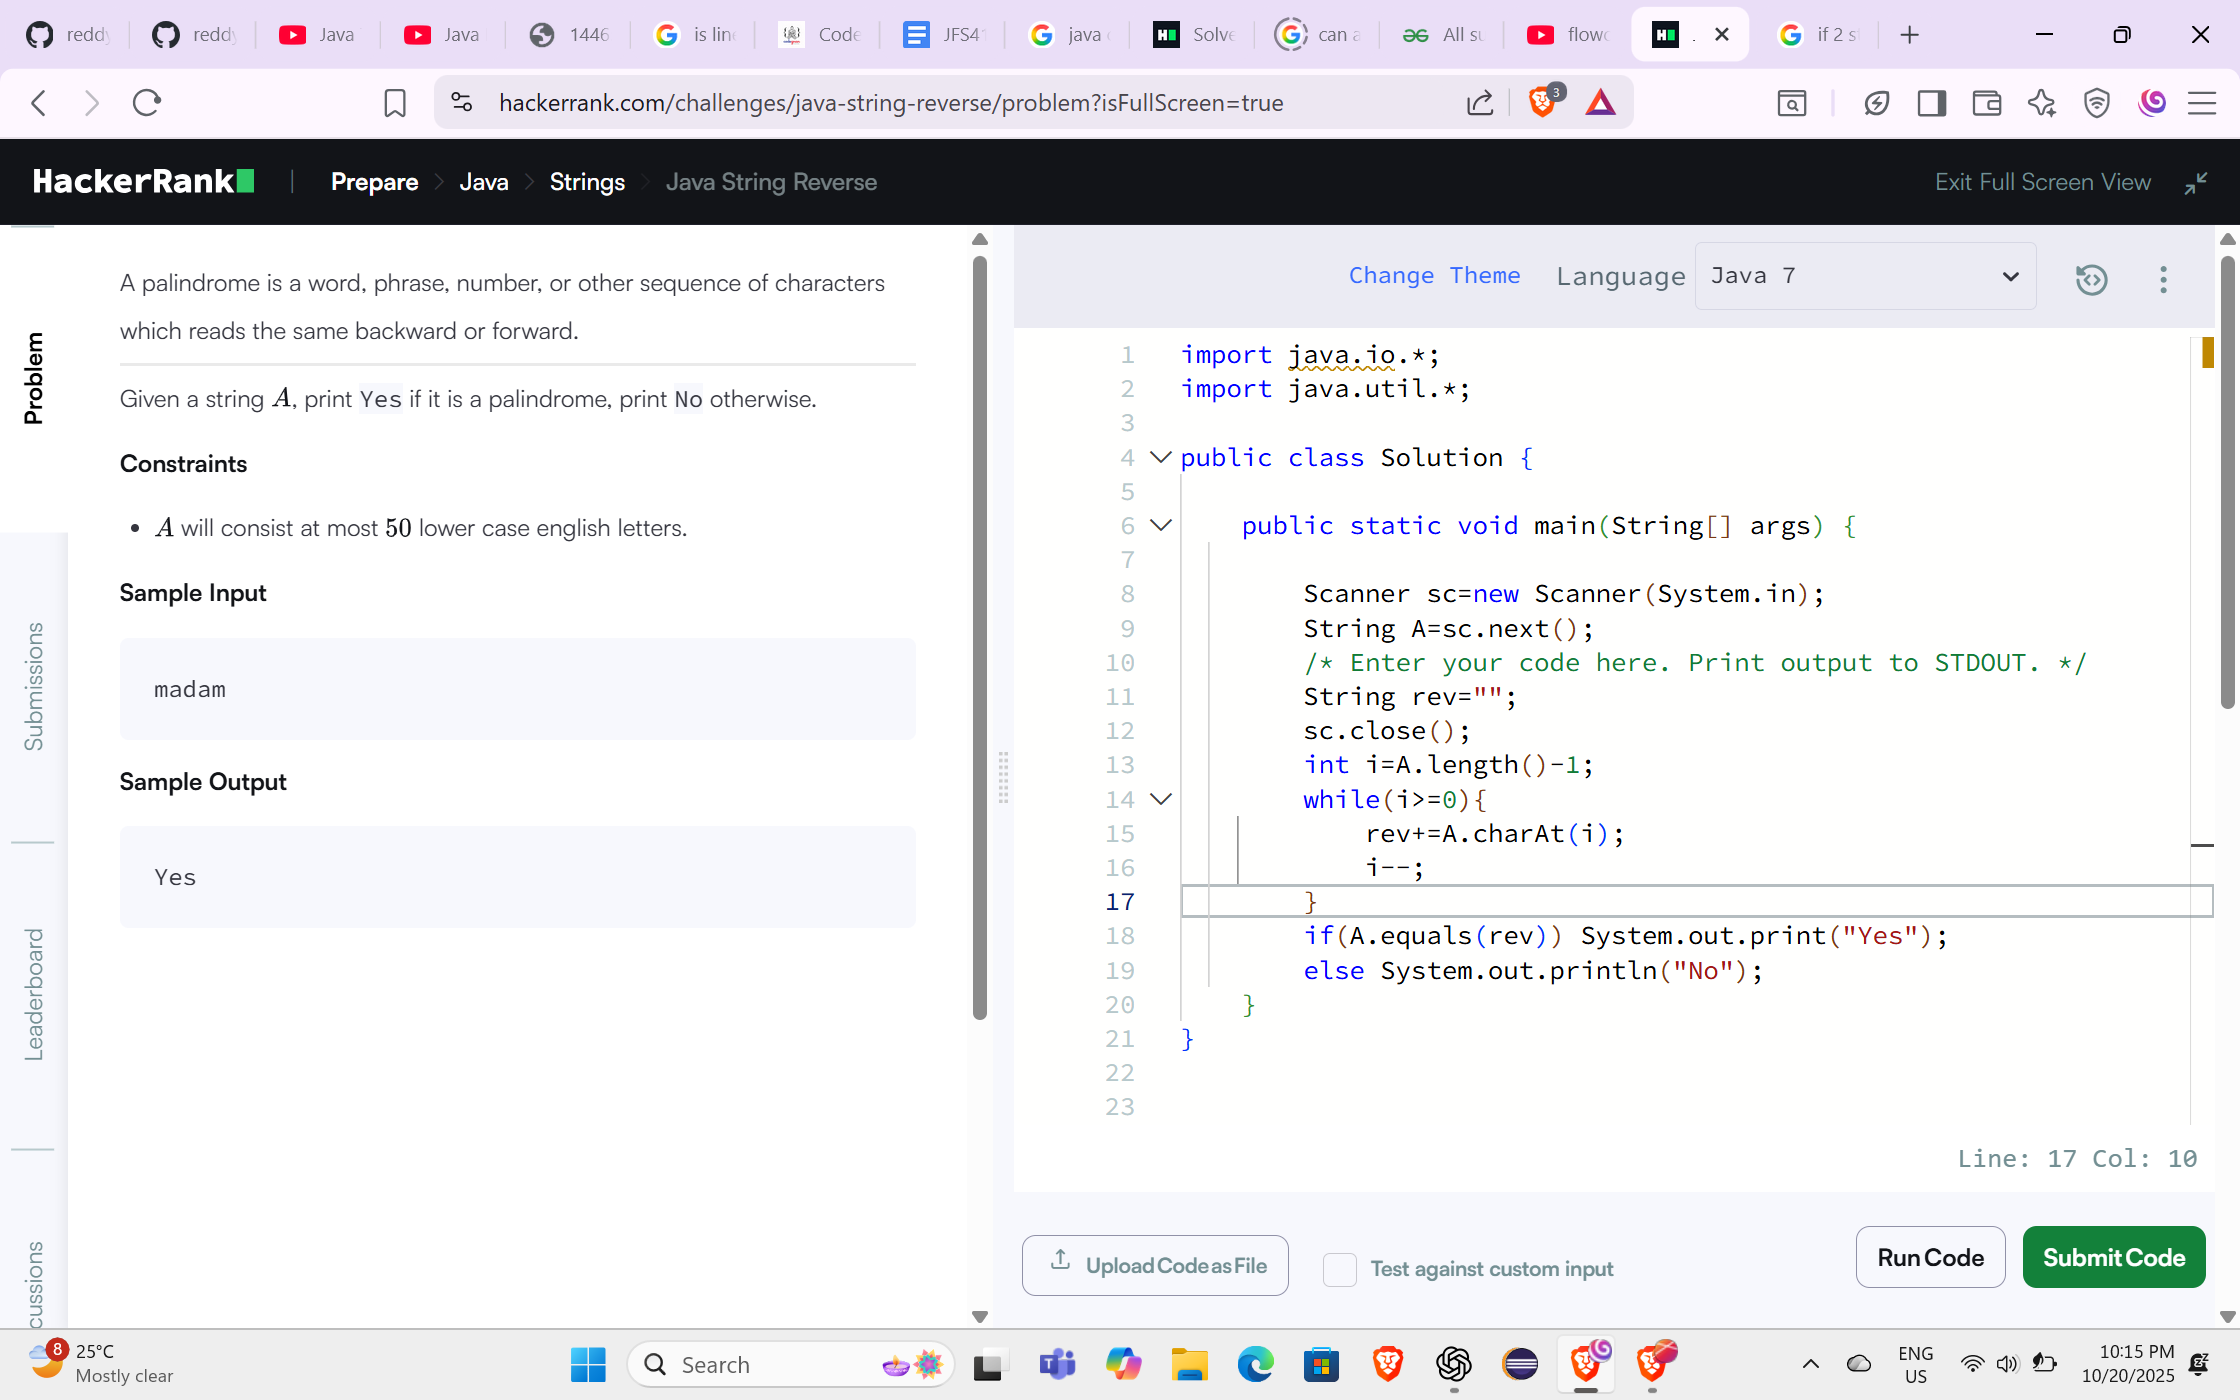 reddy
reddy
Java
Java
1446
is line
Code
JFS41
java
Solve
can a
All su
flowc
.
if 2 s
hackerrank.com/challenges/java-string-reverse/problem?isFullScreen=true
3
HackerRank
Prepare
Java
Strings
Java String Reverse
Exit Full Screen View
Problem
Submissions
Leaderboard
cussions
A palindrome is a word, phrase, number, or other sequence of characters
which reads the same backward or forward.
Given a string A, print Yes if it is a palindrome, print No otherwise.
Constraints
• A will consist at most 50 lower case english letters.
Sample Input
madam
Sample Output
Yes
Change Theme
Language
Java 7
1 import java.io.*;
2 import java.util.*;
3
4 public class Solution {
5
6 public static void main(String[] args) {
7
8 Scanner sc=new Scanner(System.in);
9 String A=sc.next();
10 /* Enter your code here. Print output to STDOUT. */
11 String rev="";
12 sc.close();
13 int i=A.length()-1;
14 while(i>=0){
15 rev+=A.charAt(i);
16 i--;
17 }
18 if(A.equals(rev)) System.out.print("Yes");
19 else System.out.println("No");
20 }
21 }
22
23
Line: 17 Col: 10
Upload Code as File
Test against custom input
Run Code
Submit Code
8
25°C
Mostly clear
Search
ENG
US
10:15 PM
10/20/2025